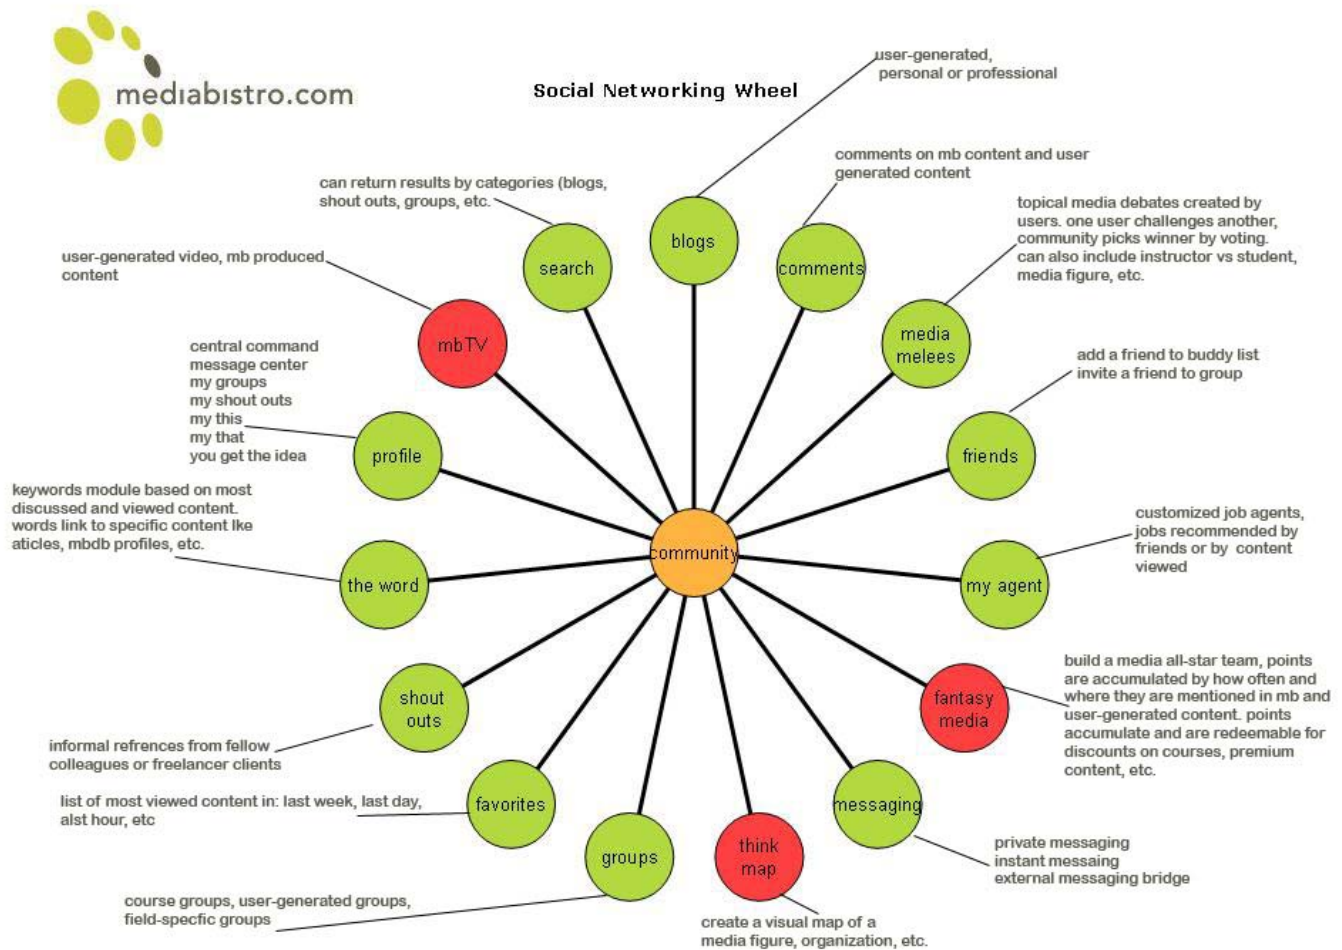 mediabistro.com
Social Networking Wheel
user-generated,
personal or professional
blogs
comments on mb content and user
generated content
comments
topical media debates created by
users. one user challenges another,
community picks winner by voting.
can also include instructor vs student,
media figure, etc.
media
melees
add a friend to buddy list
invite a friend to group
friends
customized job agents,
jobs recommended by
friends or by content
viewed
my agent
build a media all-star team, points
are accumulated by how often and
where they are mentioned in mb and
user-generated content. points
accumulate and are redeemable for
discounts on courses, premium
content, etc.
fantasy
media
private messaging
instant messaing
external messaging bridge
messaging
think
map
create a visual map of a
media figure, organization, etc.
groups
course groups, user-generated groups,
field-specfic groups
favorites
list of most viewed content in: last week, last day,
alst hour, etc
shout
outs
informal refrences from fellow
colleagues or freelancer clients
the word
keywords module based on most
discussed and viewed content.
words link to specific content lke
aticles, mbdb profiles, etc.
profile
central command
message center
my groups
my shout outs
my this
my that
you get the idea
mbTV
user-generated video, mb produced
content
search
can return results by categories (blogs,
shout outs, groups, etc.
community